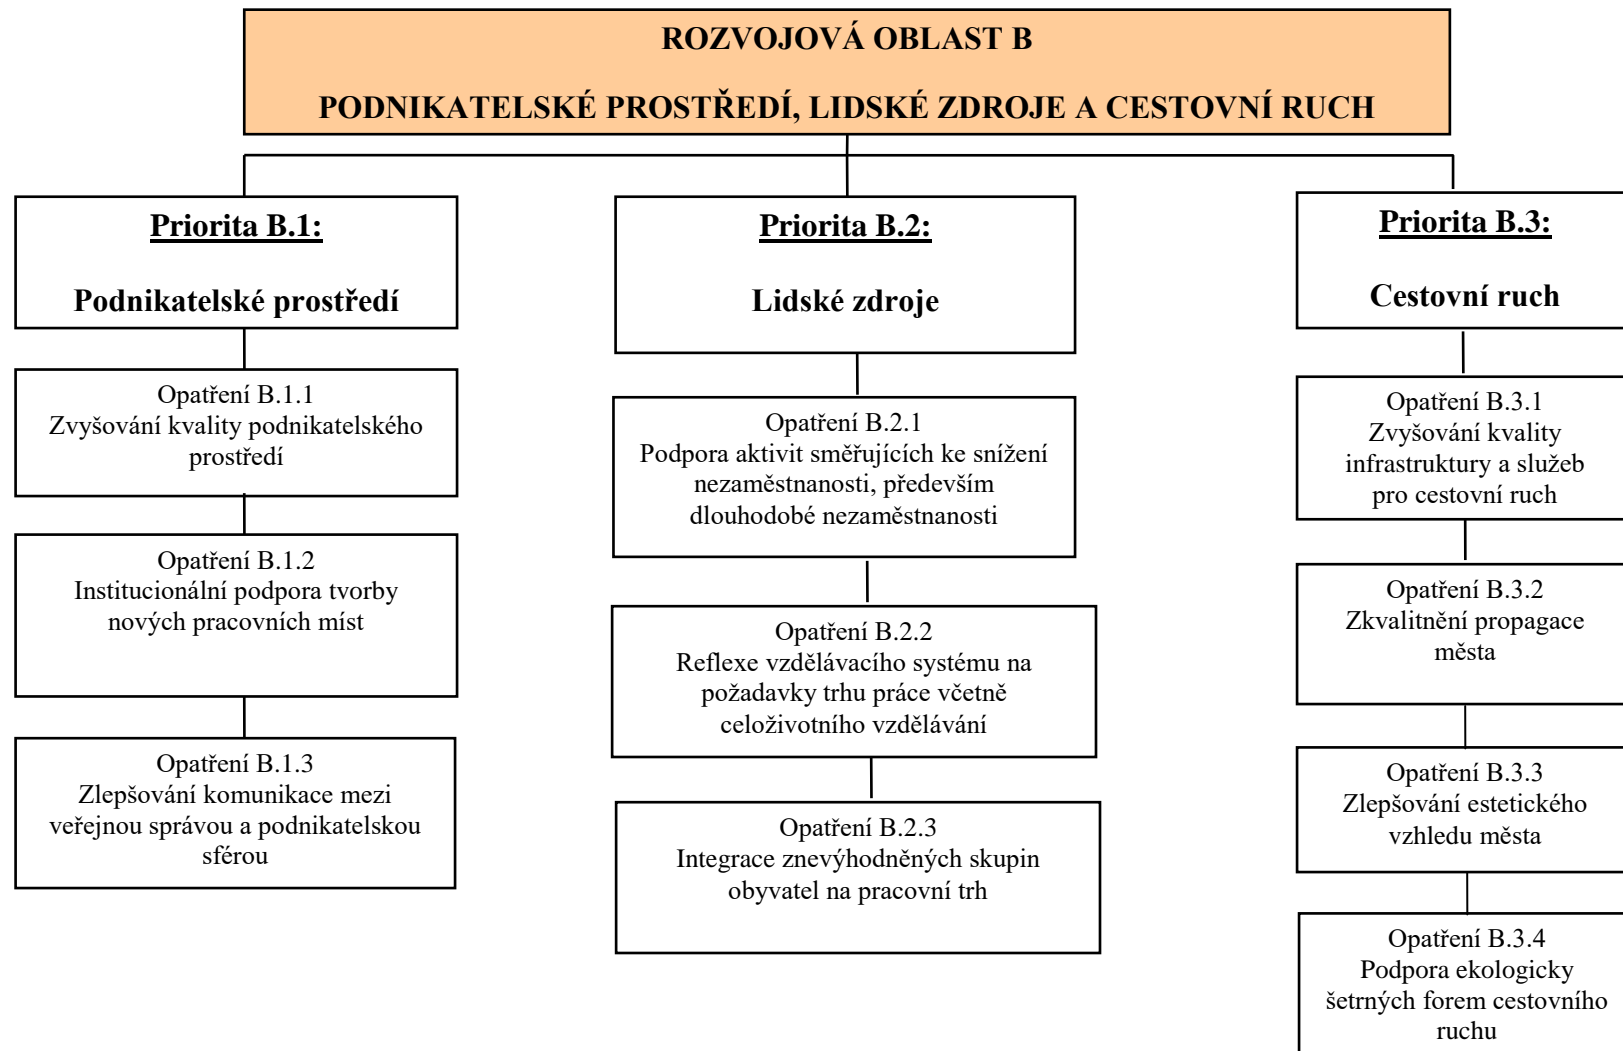 ROZVOJOVÁ OBLAST B
PODNIKATELSKÉ PROSTŘEDÍ, LIDSKÉ ZDROJE A CESTOVNÍ RUCH
Priorita B.1:
Podnikatelské prostředí
Opatření B.1.1
Zvyšování kvality podnikatelského
prostředí
Opatření B.1.2
Institucionální podpora tvorby
nových pracovních míst
Opatření B.1.3
Zlepšování komunikace mezi
veřejnou správou a podnikatelskou
sférou
Priorita B.2:
Lidské zdroje
Opatření B.2.1
Podpora aktivit směřujících ke snížení
nezaměstnanosti, především
dlouhodobé nezaměstnanosti
Opatření B.2.2
Reflexe vzdělávacího systému na
požadavky trhu práce včetně
celoživotního vzdělávání
Opatření B.2.3
Integrace znevýhodněných skupin
obyvatel na pracovní trh
Priorita B.3:
Cestovní ruch
Opatření B.3.1
Zvyšování kvality
infrastruktury a služeb
pro cestovní ruch
Opatření B.3.2
Zkvalitnění propagace
města
Opatření B.3.3
Zlepšování estetického
vzhledu města
Opatření B.3.4
Podpora ekologicky
šetrných forem cestovního
ruchu